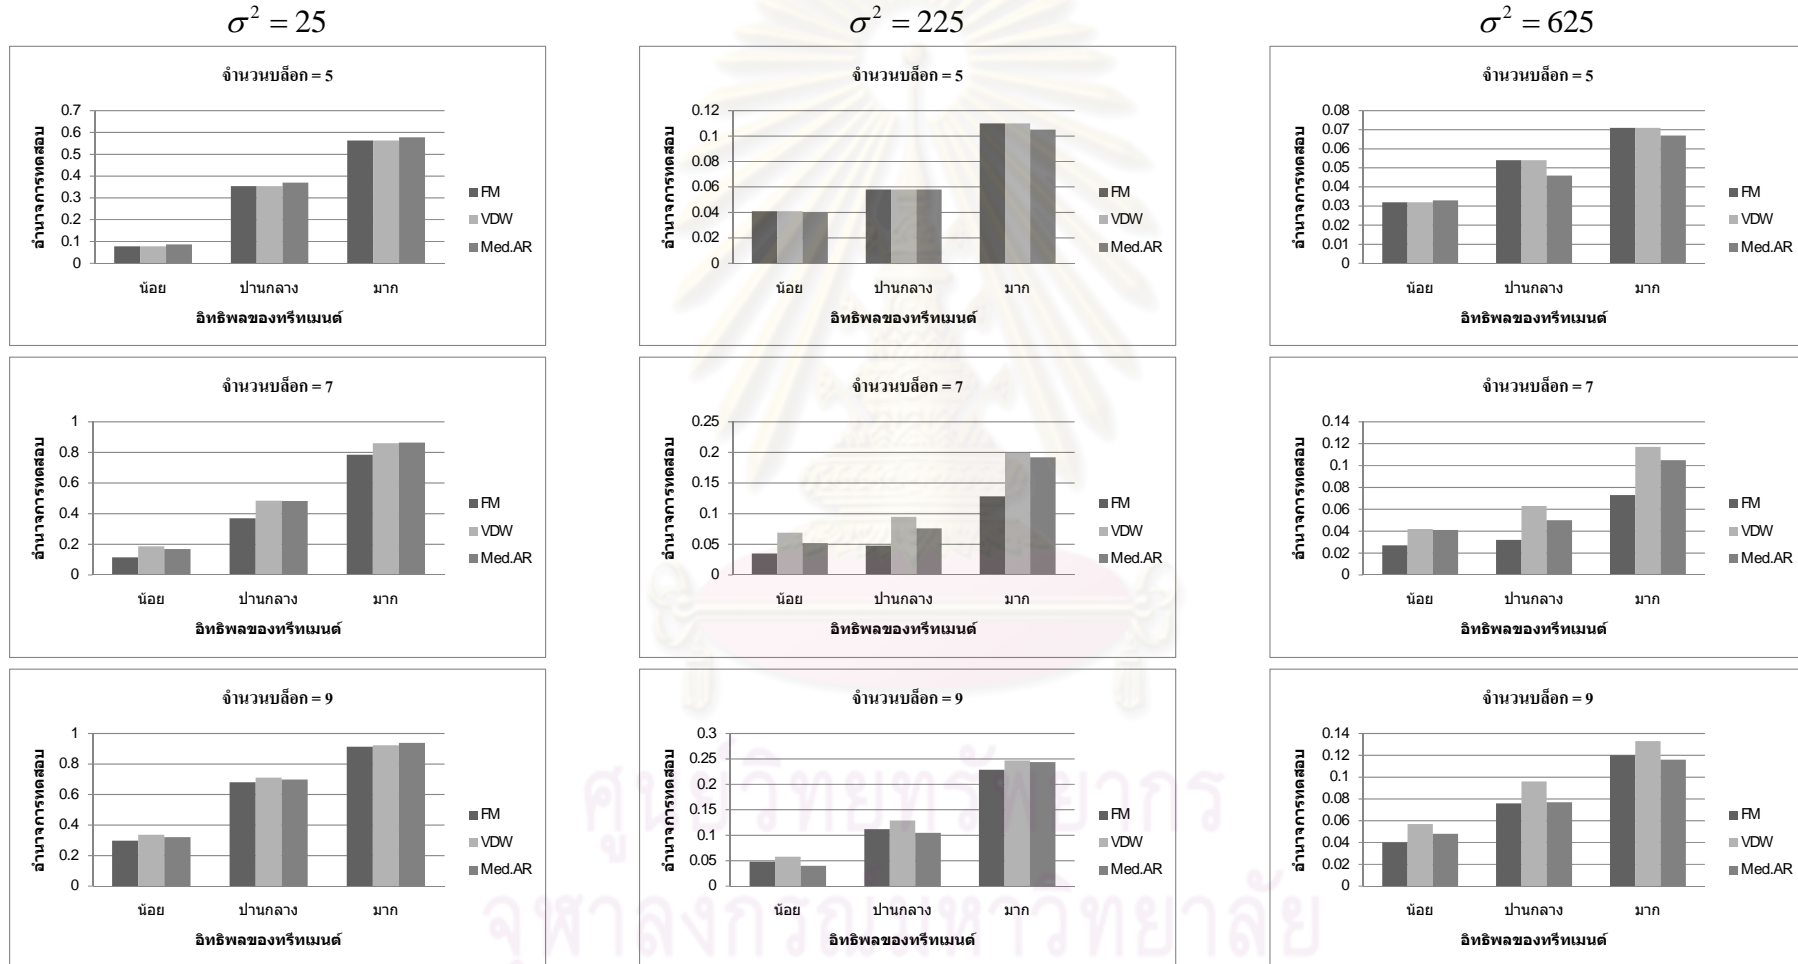 σ² = 25
σ² = 225
σ² = 625
จำนวนบล็อก = 5
อำนาจการทดสอบ
0.7
0.6
0.5
0.4
0.3
0.2
0.1
0
น้อย ปานกลาง มาก
อิทธิพลของทรีทเมนต์
FM
VDW
Med.AR
จำนวนบล็อก = 5
อำนาจการทดสอบ
0.12
0.1
0.08
0.06
0.04
0.02
0
น้อย ปานกลาง มาก
อิทธิพลของทรีทเมนต์
FM
VDW
Med.AR
จำนวนบล็อก = 5
อำนาจการทดสอบ
0.08
0.07
0.06
0.05
0.04
0.03
0.02
0.01
0
น้อย ปานกลาง มาก
อิทธิพลของทรีทเมนต์
FM
VDW
Med.AR
จำนวนบล็อก = 7
อำนาจการทดสอบ
1
0.8
0.6
0.4
0.2
0
น้อย ปานกลาง มาก
อิทธิพลของทรีทเมนต์
FM
VDW
Med.AR
จำนวนบล็อก = 7
อำนาจการทดสอบ
0.25
0.2
0.15
0.1
0.05
0
น้อย ปานกลาง มาก
อิทธิพลของทรีทเมนต์
FM
VDW
Med.AR
จำนวนบล็อก = 7
อำนาจการทดสอบ
0.14
0.12
0.1
0.08
0.06
0.04
0.02
0
น้อย ปานกลาง มาก
อิทธิพลของทรีทเมนต์
FM
VDW
Med.AR
จำนวนบล็อก = 9
อำนาจการทดสอบ
1
0.8
0.6
0.4
0.2
0
น้อย ปานกลาง มาก
อิทธิพลของทรีทเมนต์
FM
VDW
Med.AR
จำนวนบล็อก = 9
อำนาจการทดสอบ
0.3
0.25
0.2
0.15
0.1
0.05
0
น้อย ปานกลาง มาก
อิทธิพลของทรีทเมนต์
FM
VDW
Med.AR
จำนวนบล็อก = 9
อำนาจการทดสอบ
0.14
0.12
0.1
0.08
0.06
0.04
0.02
0
น้อย ปานกลาง มาก
อิทธิพลของทรีทเมนต์
FM
VDW
Med.AR
ศูนย์วิทยทรัพยากร
จุฬาลงกรณ์มหาวิทยาลัย